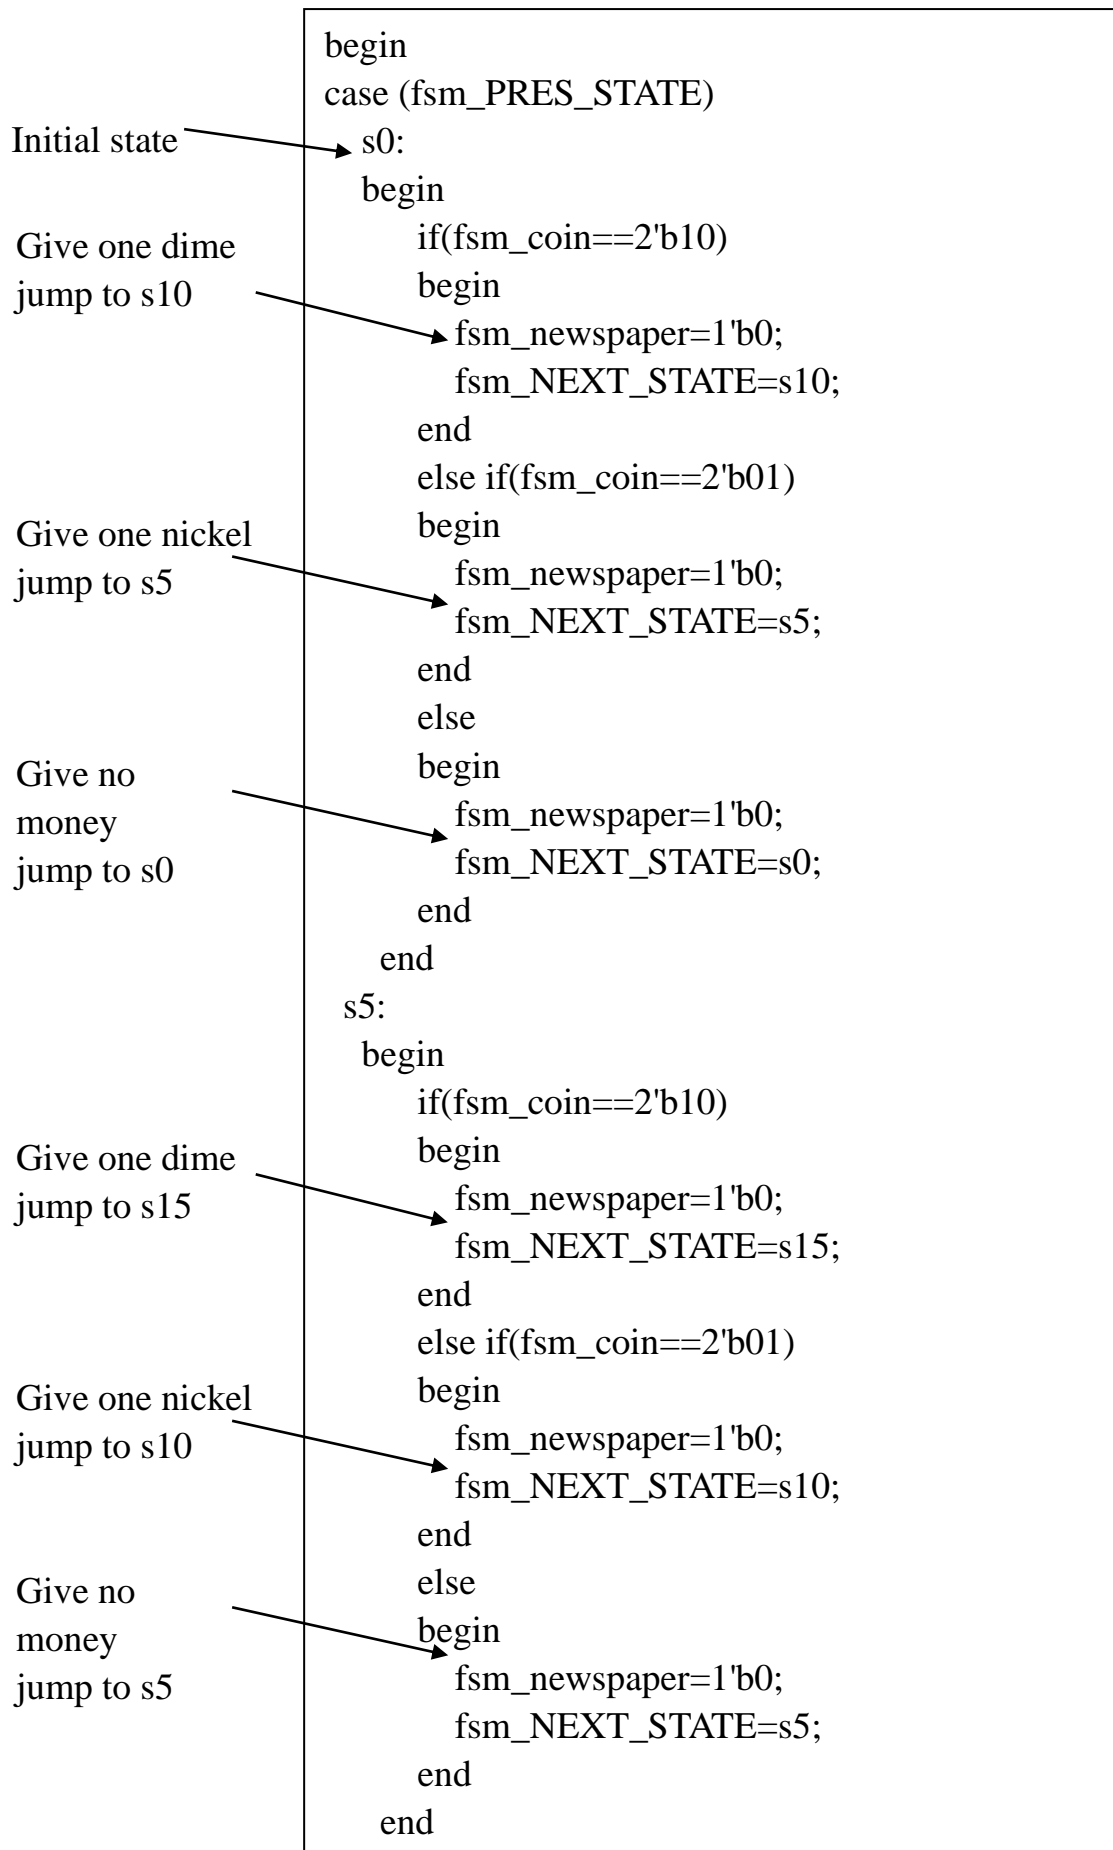 begin
case (fsm_PRES_STATE)
Initial state
s0:
begin
if(fsm_coin==2'b10)
Give one dime
jump to s10
begin
fsm_newspaper=1'b0;
fsm_NEXT_STATE=s10;
end
else if(fsm_coin==2'b01)
Give one nickel
jump to s5
begin
fsm_newspaper=1'b0;
fsm_NEXT_STATE=s5;
end
else
Give no
money
jump to s0
begin
fsm_newspaper=1'b0;
fsm_NEXT_STATE=s0;
end
end
s5:
begin
if(fsm_coin==2'b10)
Give one dime
jump to s15
begin
fsm_newspaper=1'b0;
fsm_NEXT_STATE=s15;
end
else if(fsm_coin==2'b01)
Give one nickel
jump to s10
begin
fsm_newspaper=1'b0;
fsm_NEXT_STATE=s10;
end
else
Give no
money
jump to s5
begin
fsm_newspaper=1'b0;
fsm_NEXT_STATE=s5;
end
end